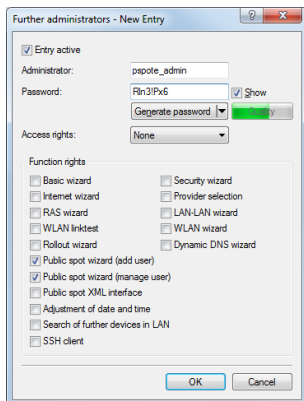 Further administrators - New Entry
Entry active
Administrator: pspote_admin
Password: Rln3!Px6 Show
Generate password
Access rights: None
Function rights
Basic wizard Security wizard
Internet wizard Provider selection
RAS wizard LAN-LAN wizard
WLAN linktest WLAN wizard
Rollout wizard Dynamic DNS wizard
Public spot wizard (add user)
Public spot wizard (manage user)
Public spot XML interface
Adjustment of date and time
Search of further devices in LAN
SSH client
OK Cancel